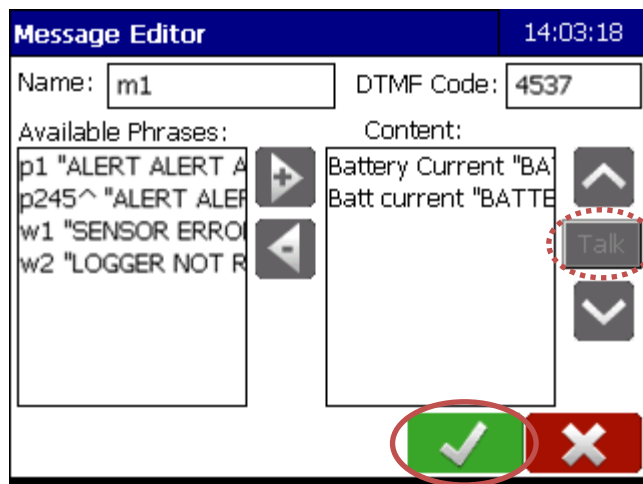 Message Editor 14:03:18
Name: m1 DTMF Code: 4537
Available Phrases: Content:
p1 "ALERT ALERT A
p245^ "ALERT ALER
w1 "SENSOR ERRO
w2 "LOGGER NOT R
Battery Current "BA
Batt current "BATTE
Talk